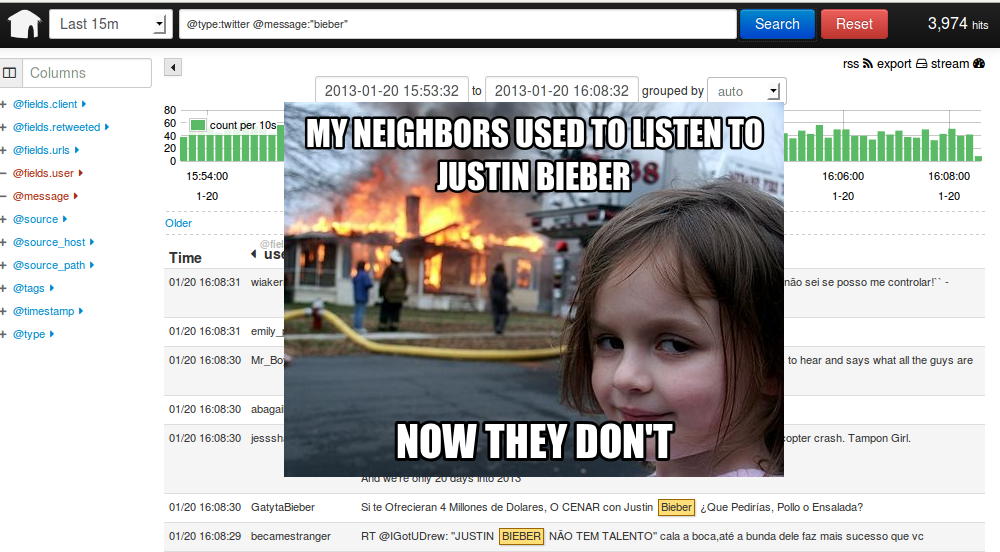 Last 15m
@type:twitter @message:"bieber"
Search
Reset
3,974 hits
Columns
rss export stream
@fields.client
@fields.retweeted
@fields.urls
@fields.user
@message
@source
@source_host
@source_path
@tags
@timestamp
@type
2013-01-20 15:53:32 to 2013-01-20 16:08:32 grouped by auto
80
60
40
20
0
count per 10s
15:54:00
1-20
16:06:00
1-20
16:08:00
1-20
MY NEIGHBORS USED TO LISTEN TO
JUSTIN BIEBER
NOW THEY DON'T
Older
Time
01/20 16:08:31 não sei se posso me controlar!`` -
01/20 16:08:31
01/20 16:08:30 to hear and says what all the guys are
01/20 16:08:30
01/20 16:08:30 crash. Tampon Girl.
And we're only 20 days into 2013
01/20 16:08:30 GatytaBieber Si te Ofrecieran 4 Millones de Dolares, O CENAR con Justin Bieber ¿Que Pedirías, Pollo o Ensalada?
01/20 16:08:29 becamestranger RT @IGotUDrew: "JUSTIN BIEBER NÃO TEM TALENTO" cala a boca,até a bunda dele faz mais sucesso que vc